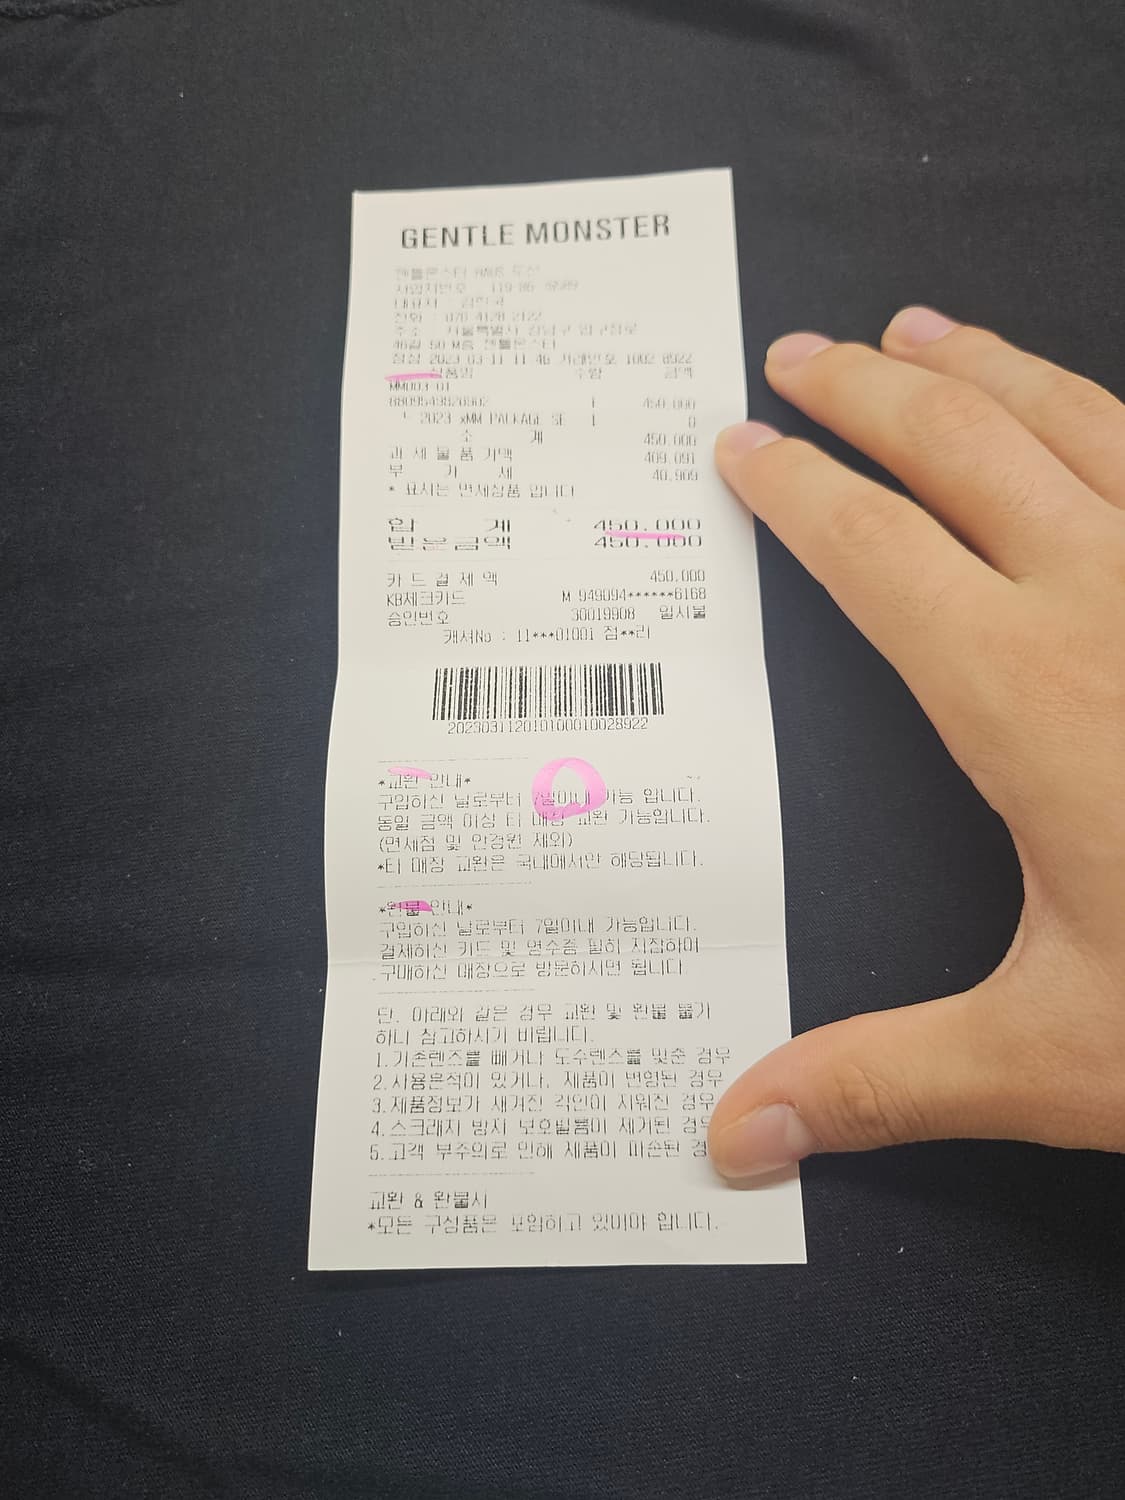 GENTLE MONSTER
젠틀몬스터 HAUS 도산
사업자번호 : 119-86-
대표자 :
전화 : 070-4128-2122
주소 : 서울특별시 강남구 압구정로
46길 50 M층 젠틀몬스터
정상 2023-03-11 11:46 거래번호:1002-8922
상품명 수량 금액
MM003 01
8809549820902 1 450,000
└ 2023 xMM PACKAGE SE 1 0
소 계 450,000
과 세 물 품 가액 409,091
부 가 세 40,909
* 표시는 면세상품 입니다
합 계 450,000
받 은 금 액 450,000
카 드 결 제 액 450,000
KB체크카드 M 949094******6168
승인번호 30019908 일시불
캐셔No : 11***01001 점**리
202303112010100010028922
*교환 안내*
구입하신 날로부터 7일이내 가능 합니다.
동일 금액 이상 타 매장 교환 가능합니다.
(면세점 및 안경원 제외)
*타 매장 교환은 국내에서만 해당됩니다.
*환불 안내*
구입하신 날로부터 7일이내 가능합니다.
결제하신 카드 및 영수증 필히 지참하여
구매하신 매장으로 방문하시면 됩니다.
단, 아래와 같은 경우 교환 및 환불 불가
하니 참고하시기 바랍니다.
1.기존렌즈를 빼거나 도수렌즈를 맞춘 경우
2.사용흔적이 있거나, 제품이 변형된 경우
3.제품정보가 새겨진 각인이 지워진 경우
4.스크래치 방지 보호필름이 제거된 경우
5.고객 부주의로 인해 제품이 파손된 경
교환 & 환불시
*모든 구성품은 포함하고 있어야 합니다.